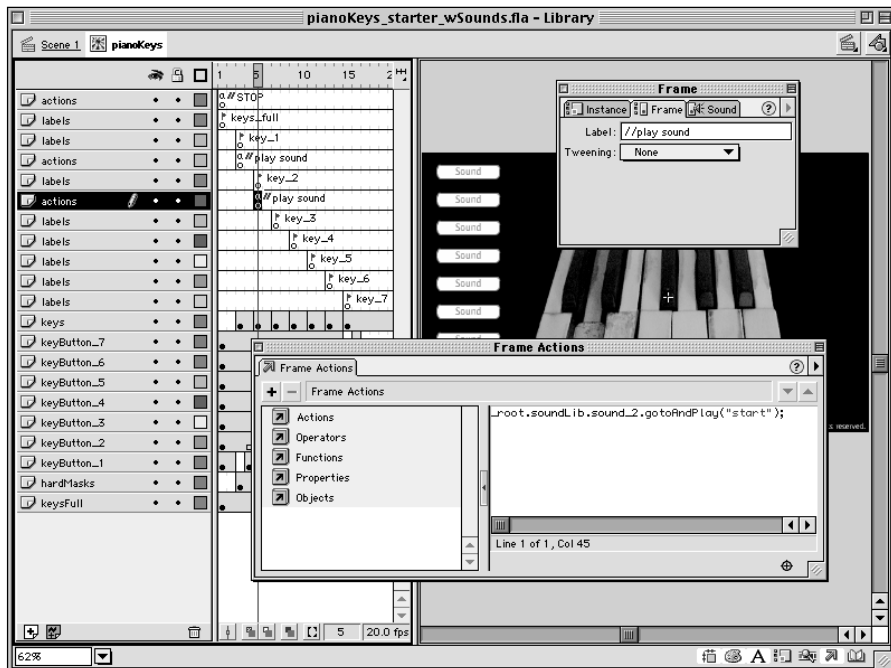 pianoKeys_starter_wSounds.fla - Library
Scene 1 pianoKeys
1 5 10 15 2
actions
a//STOP
labels
keys_full
labels
key_1
actions
a//play sound
labels
key_2
actions
a//play sound
labels
key_3
labels
key_4
labels
key_5
labels
key_6
labels
key_7
keys
keyButton_7
keyButton_6
keyButton_5
keyButton_4
keyButton_3
keyButton_2
keyButton_1
hardMasks
keysFull
5 20.0 fps
62%
Frame
Instance Frame Sound ?
Label: //play sound
Tweening: None
Sound
Sound
Sound
Sound
Sound
Sound
Sound
s reserved.
Frame Actions
Frame Actions ?
+ - Frame Actions
Actions
Operators
Functions
Properties
Objects
_root.soundLib.sound_2.gotoAndPlay("start");
Line 1 of 1, Col 45
A